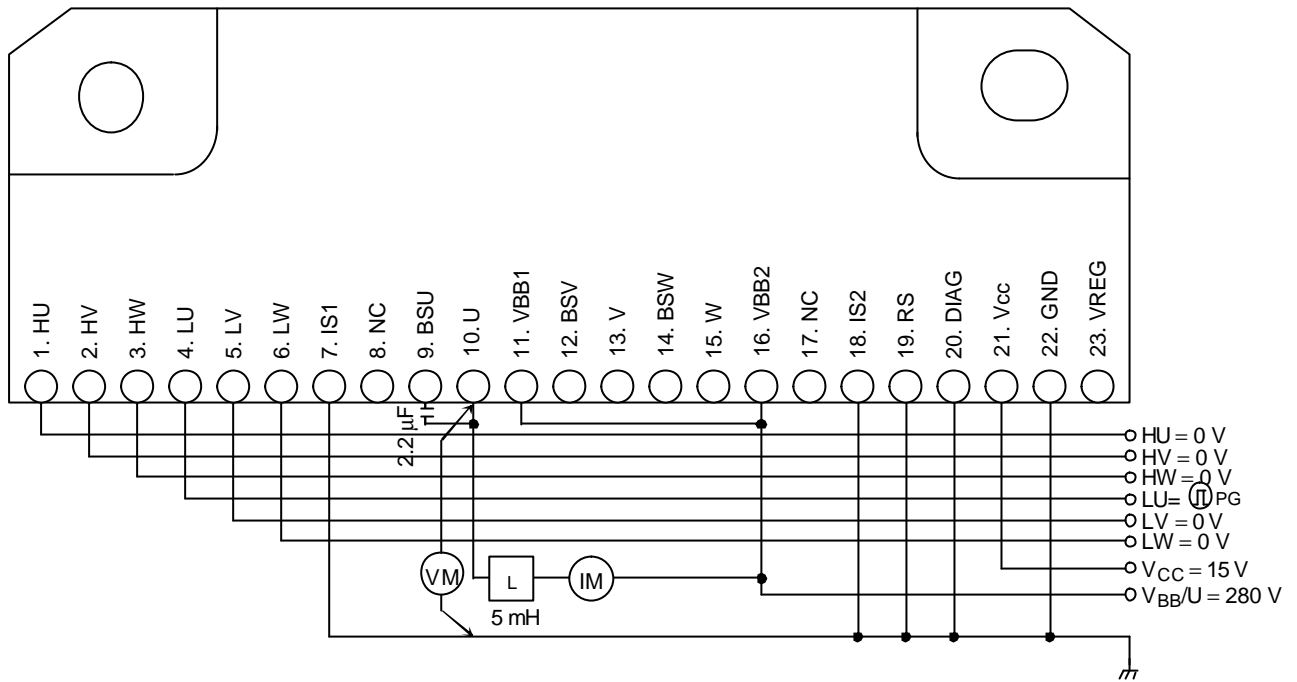 1. HU
2. HV
3. HW
4. LU
5. LV
6. LW
7. IS1
8. NC
9. BSU
10. U
11. VBB1
12. BSV
13. V
14. BSW
15. W
16. VBB2
17. NC
18. IS2
19. RS
20. DIAG
21. Vcc
22. GND
23. VREG
2.2 μF
HU = 0 V
HV = 0 V
HW = 0 V
LU= PG
LV = 0 V
LW = 0 V
VCC = 15 V
VBB/U = 280 V
VM
L
IM
5 mH